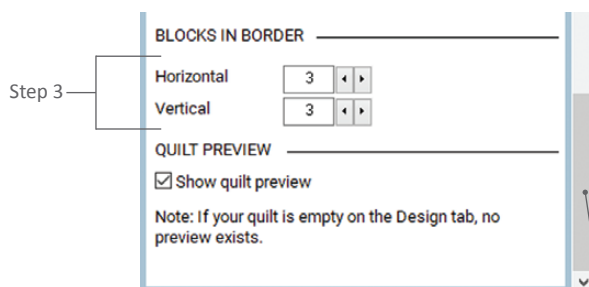 BLOCKS IN BORDER
Step 3
Horizontal 3
Vertical 3
QUILT PREVIEW
Show quilt preview
Note: If your quilt is empty on the Design tab, no
preview exists.